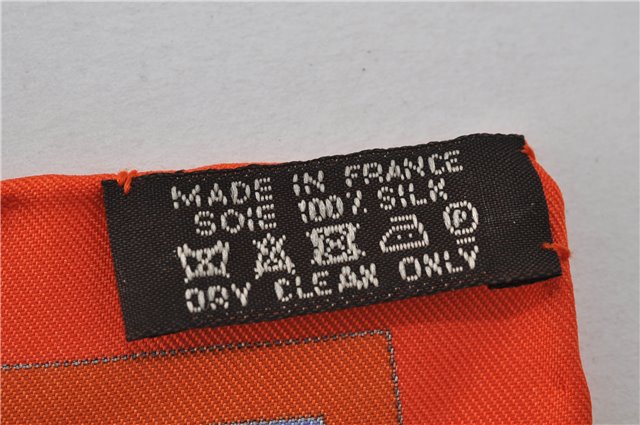 MADE IN FRANCE
SOIE 100% SILK
P
DRY CLEAN ONLY